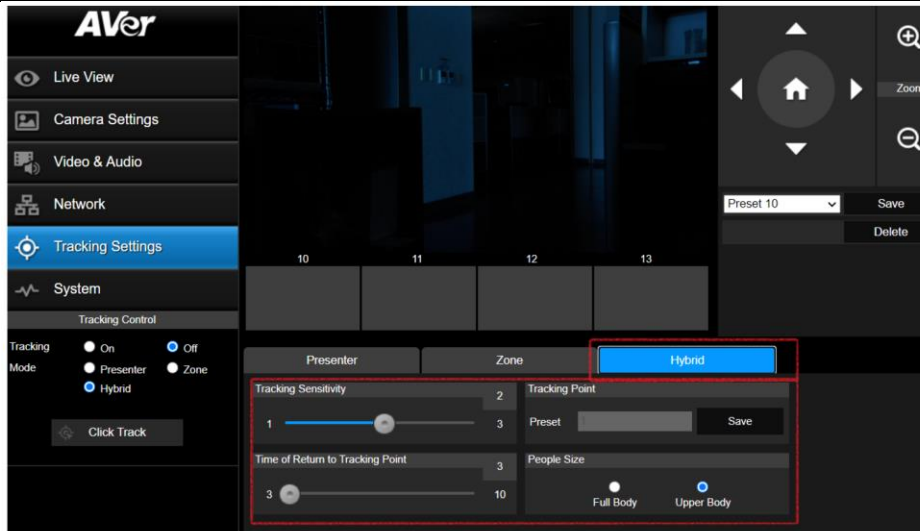 AVer
Live View
Camera Settings
Video & Audio
Network
Tracking Settings
System
Tracking Control
Tracking On Off
Mode Presenter Zone
Hybrid
Click Track
10 11 12 13
Presenter Zone Hybrid
Tracking Sensitivity 2
1 3
Time of Return to Tracking Point 3
3 10
Tracking Point
Preset 1 Save
People Size
Full Body Upper Body
Preset 10 Save
Delete